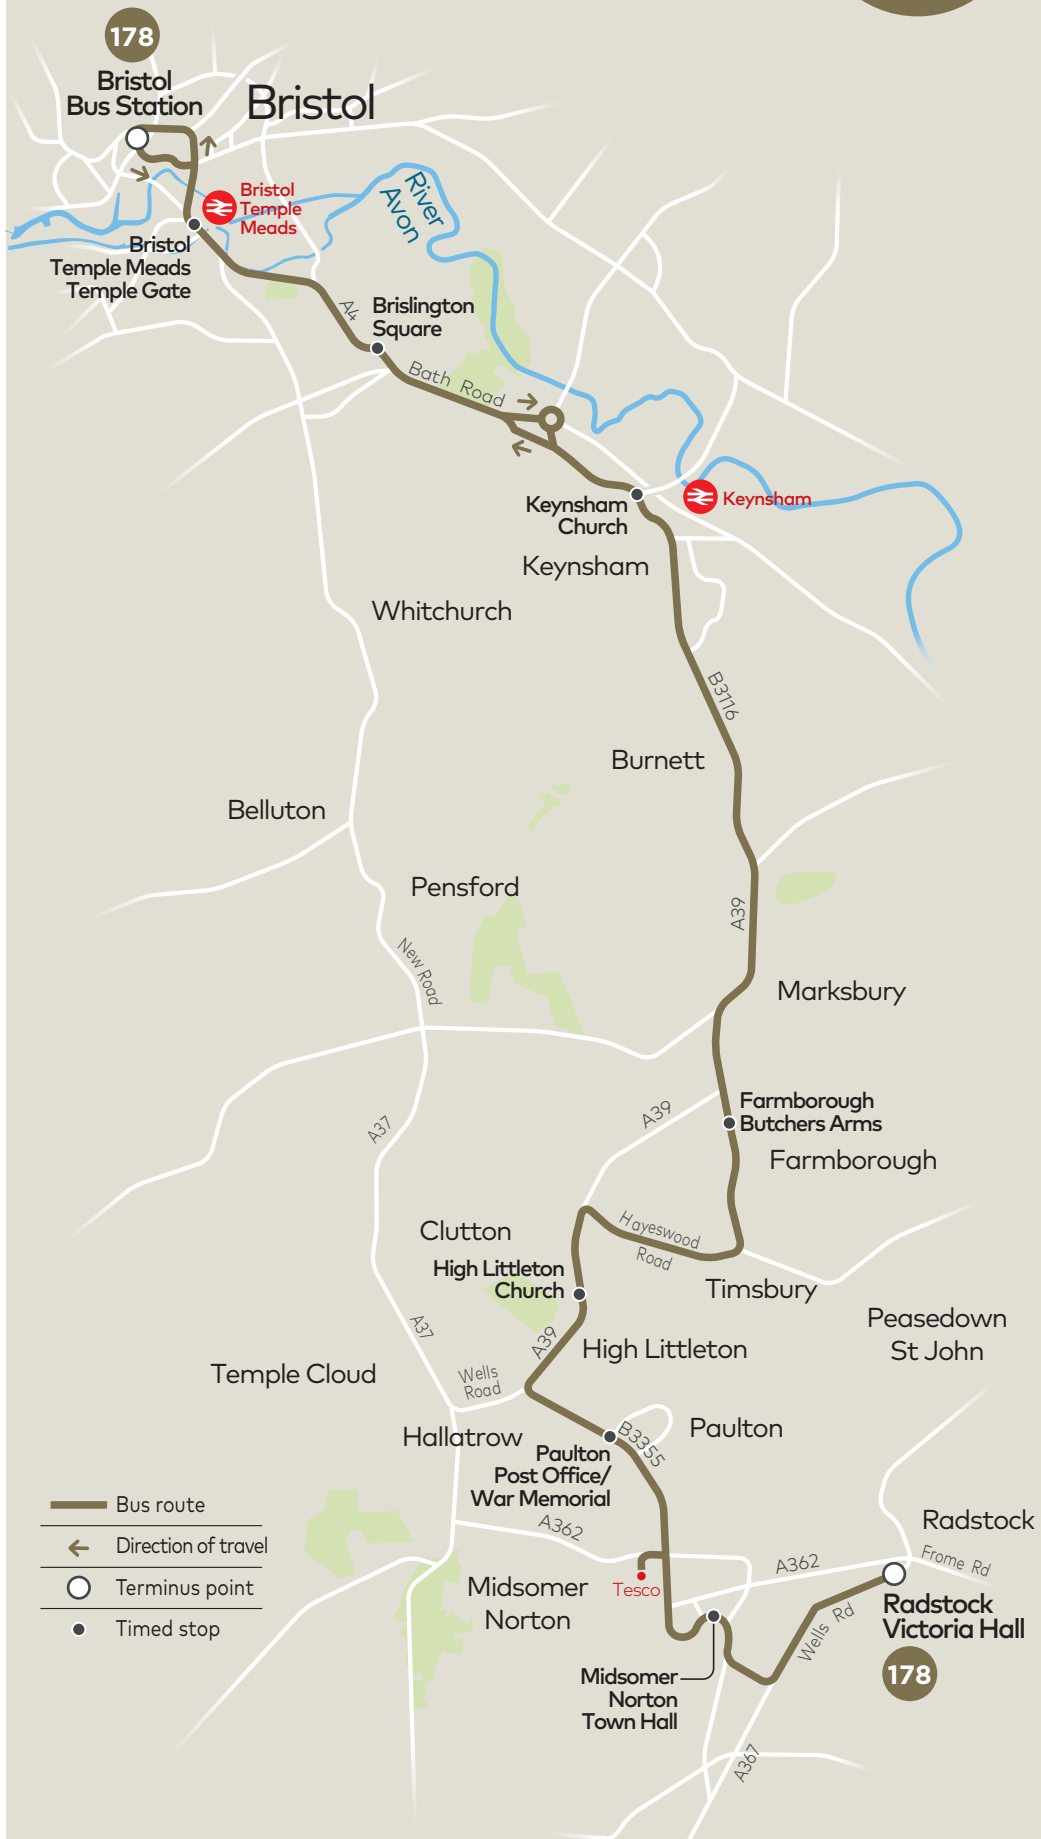 178
Bristol
Bus Station
Bristol
Bristol
Temple
Meads
River
Avon
Bristol
Temple Meads
Temple Gate
A4
Brislington
Square
Bath Road
Keynsham
Church
Keynsham
Keynsham
Whitchurch
B3116
Burnett
Belluton
Pensford
A39
New Road
Marksbury
A37
A39
Farmborough
Butchers Arms
Farmborough
Clutton
Hayeswood
Road
High Littleton
Church
Timsbury
A37
A39
High Littleton
Peasedown
St John
Temple Cloud
Wells
Road
Hallatrow
B3355
Paulton
Paulton
Post Office/
War Memorial
A362
Bus route
Direction of travel
Terminus point
Timed stop
Midsomer
Norton
Tesco
A362
Radstock
Frome Rd
Wells Rd
Radstock
Victoria Hall
178
Midsomer
Norton
Town Hall
A367